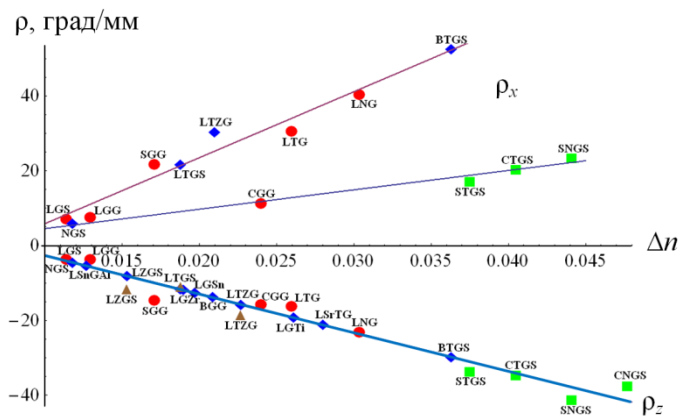 ρ, град/мм
BTGS
40
ρx
LNG
LTZG
LTG
SGG
20
LTGS
SNGS
CTGS
STGS
CGG
LGS
LGG
NGS
0
0.015 0.020 0.025 0.030 0.035 0.040 0.045
Δn
LGS LGG
NGS
LSnGAl
LZGS
LTGS
LGSn
LGZr
BGG
LTZG
CGG
LTG
LZGS
SGG
LTZG
LGTi
LSrTG
LNG
−20
BTGS
CTGS
STGS
CNGS
SNGS
−40
ρz